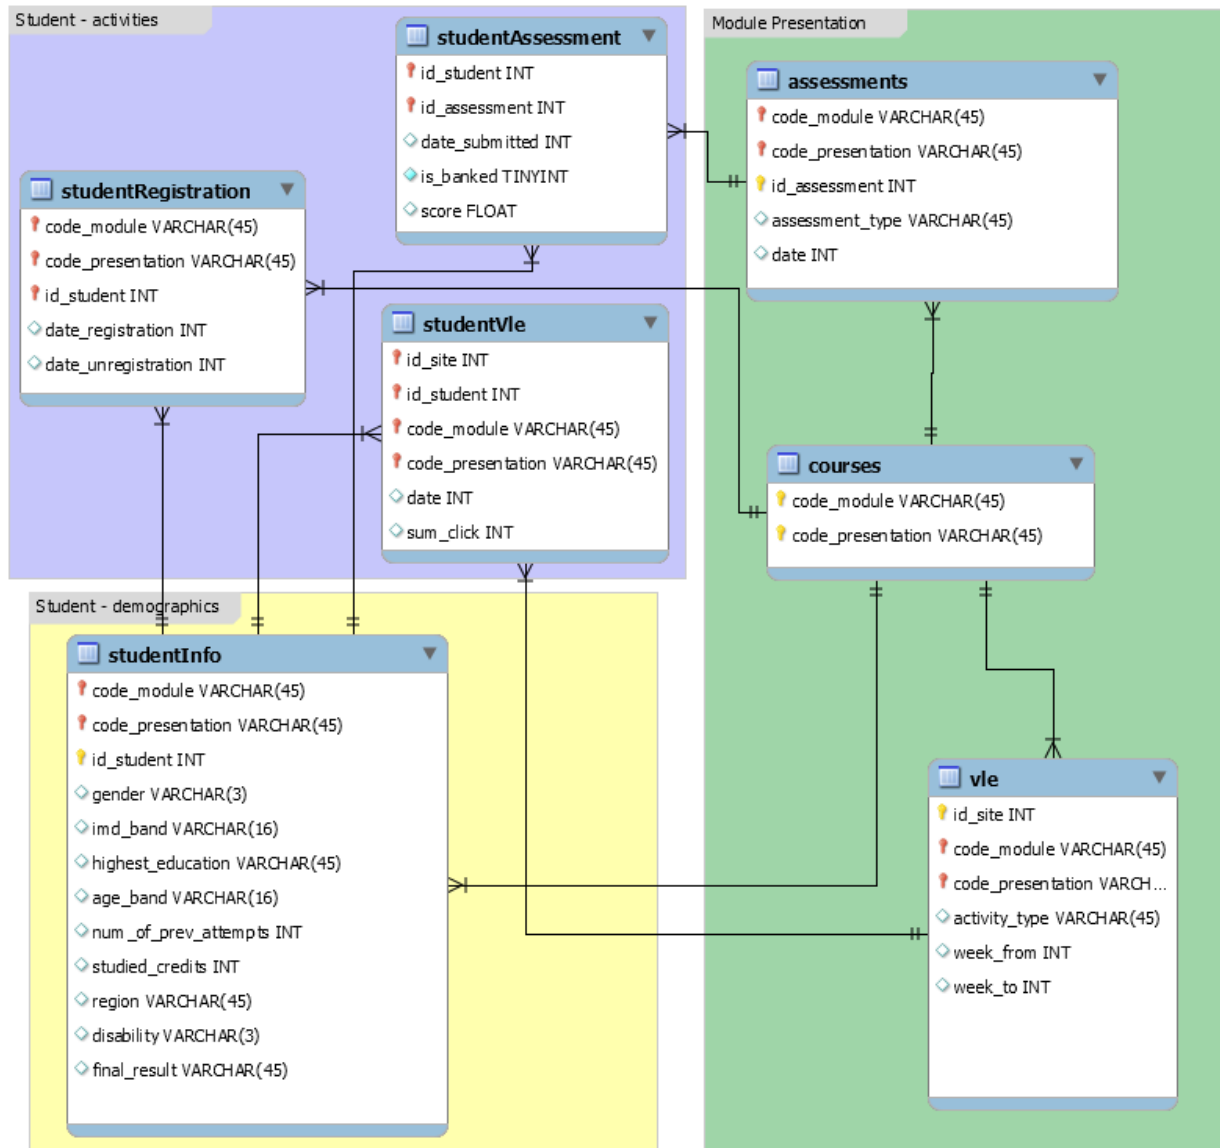 Student - activities
studentAssessment
id_student INT
id_assessment INT
date_submitted INT
is_banked TINYINT
score FLOAT
studentRegistration
code_module VARCHAR(45)
code_presentation VARCHAR(45)
id_student INT
date_registration INT
date_unregistration INT
studentVle
id_site INT
id_student INT
code_module VARCHAR(45)
code_presentation VARCHAR(45)
date INT
sum_click INT
Student - demographics
studentInfo
code_module VARCHAR(45)
code_presentation VARCHAR(45)
id_student INT
gender VARCHAR(3)
imd_band VARCHAR(16)
highest_education VARCHAR(45)
age_band VARCHAR(16)
num_of_prev_attempts INT
studied_credits INT
region VARCHAR(45)
disability VARCHAR(3)
final_result VARCHAR(45)
Module Presentation
assessments
code_module VARCHAR(45)
code_presentation VARCHAR(45)
id_assessment INT
assessment_type VARCHAR(45)
date INT
courses
code_module VARCHAR(45)
code_presentation VARCHAR(45)
vle
id_site INT
code_module VARCHAR(45)
code_presentation VARCH...
activity_type VARCHAR(45)
week_from INT
week_to INT